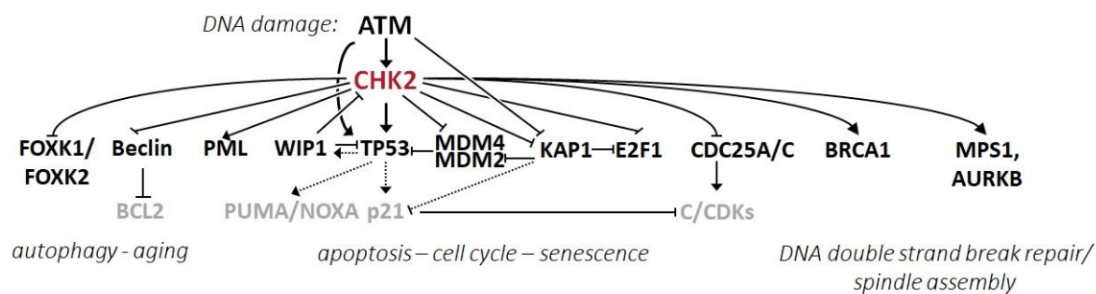 DNA damage: ATM
CHK2
FOXK1/ Beclin PML WIP1 TP53 MDM4 KAP1 E2F1 CDC25A/C BRCA1 MPS1,
FOXK2 MDM2 AURKB
BCL2 PUMA/NOXA p21 C/CDKs
autophagy - aging apoptosis – cell cycle – senescence DNA double strand break repair/
spindle assembly